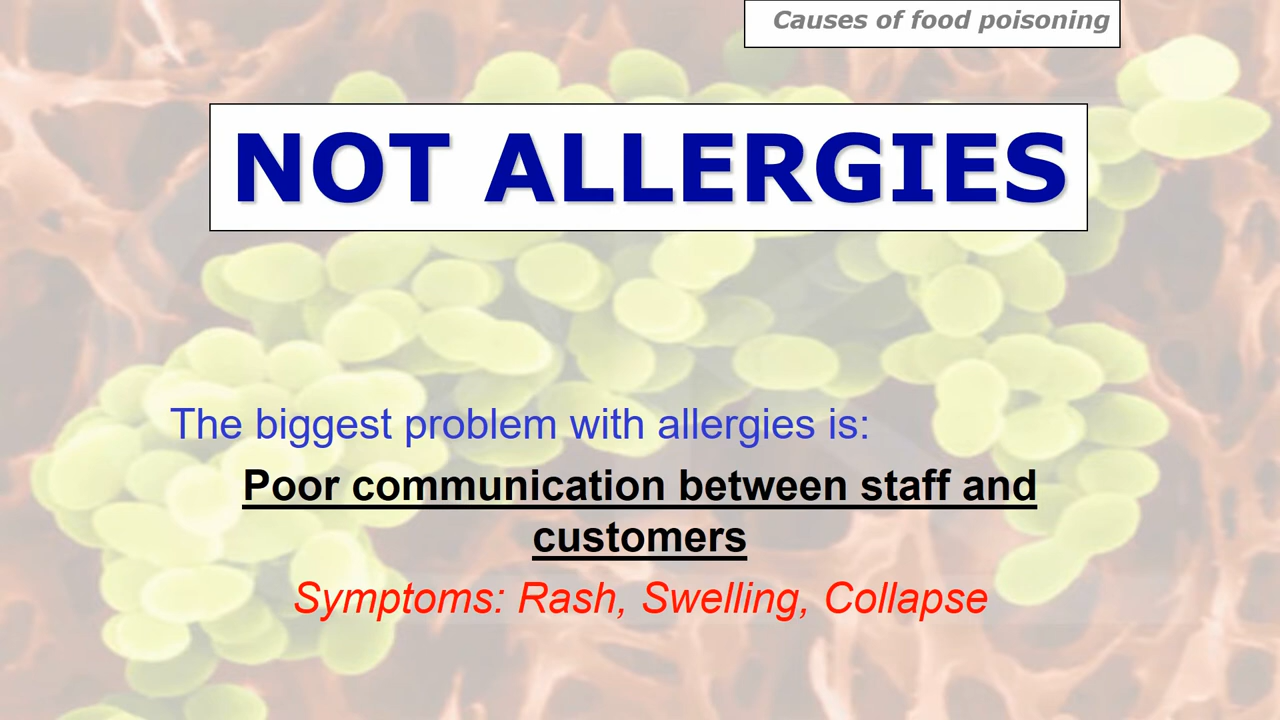 Causes of food poisoning
NOT ALLERGIES
The biggest problem with allergies is:
Poor communication between staff and
customers
Symptoms: Rash, Swelling, Collapse